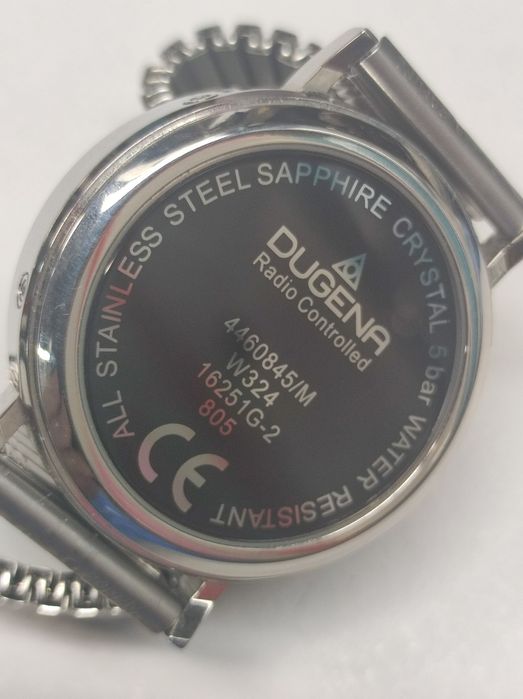 ALL STAINLESS STEEL SAPPHIRE CRYSTAL 5 bar WATER RESISTANT
DUGENA
Radio Controlled
4460845/M
W324
16251G-2
805
CE